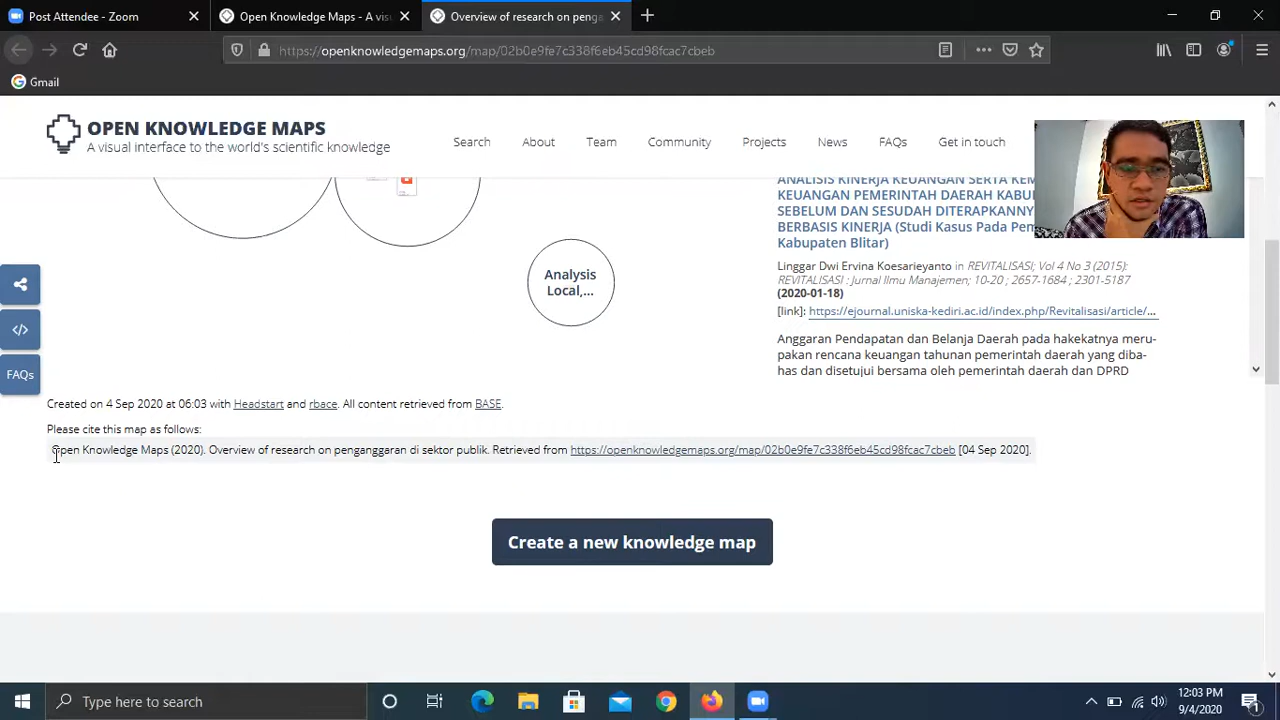 Post Attendee - Zoom
Open Knowledge Maps - A vis
Overview of research on penga
https://openknowledgemaps.org/map/02b0e9fe7c338f6eb45cd98fcac7cbeb
Gmail
OPEN KNOWLEDGE MAPS
A visual interface to the world's scientific knowledge
Search
About
Team
Community
Projects
News
FAQs
Get in touch
ANALISIS KINERJA KEUANGAN SERTA KEM
KEUANGAN PEMERINTAH DAERAH KABU
SEBELUM DAN SESUDAH DITERAPKANNY
BERBASIS KINERJA (Studi Kasus Pada Pem
Kabupaten Blitar)
Linggar Dwi Ervina Koesarieyanto in REVITALISASI; Vol 4 No 3 (2015):
REVITALISASI : Jurnal Ilmu Manajemen; 10-20 ; 2657-1684 ; 2301-5187
(2020-01-18)
[link]: https://ejournal.uniska-kediri.ac.id/index.php/Revitalisasi/article/...
Anggaran Pendapatan dan Belanja Daerah pada hakekatnya meru-
pakan rencana keuangan tahunan pemerintah daerah yang diba-
has dan disetujui bersama oleh pemerintah daerah dan DPRD
Analysis
Local,...
FAQs
Created on 4 Sep 2020 at 06:03 with Headstart and rbace. All content retrieved from BASE.
Please cite this map as follows:
Open Knowledge Maps (2020). Overview of research on penganggaran di sektor publik. Retrieved from https://openknowledgemaps.org/map/02b0e9fe7c338f6eb45cd98fcac7cbeb [04 Sep 2020].
Create a new knowledge map
Type here to search
12:03 PM
9/4/2020
1